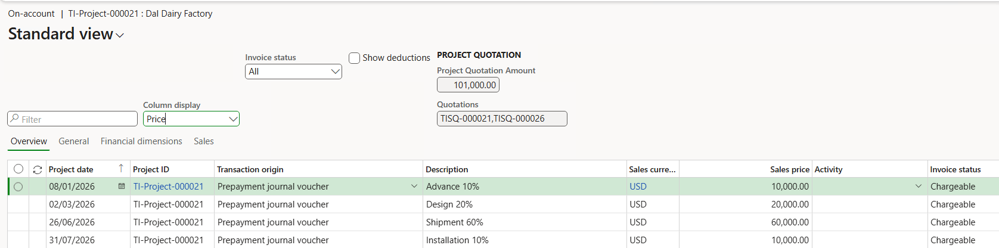 On-account | TI-Project-000021 : Dal Dairy Factory
Standard view
Invoice status
All
Show deductions
PROJECT QUOTATION
Project Quotation Amount
101,000.00
Quotations
TISQ-000021,TISQ-000026
Filter
Column display
Price
Overview General Financial dimensions Sales
Project date Project ID Transaction origin Description Sales curre... Sales price Activity Invoice status
08/01/2026 TI-Project-000021 Prepayment journal voucher Advance 10% USD 10,000.00 Chargeable
02/03/2026 TI-Project-000021 Prepayment journal voucher Design 20% USD 20,000.00 Chargeable
26/06/2026 TI-Project-000021 Prepayment journal voucher Shipment 60% USD 60,000.00 Chargeable
31/07/2026 TI-Project-000021 Prepayment journal voucher Installation 10% USD 10,000.00 Chargeable